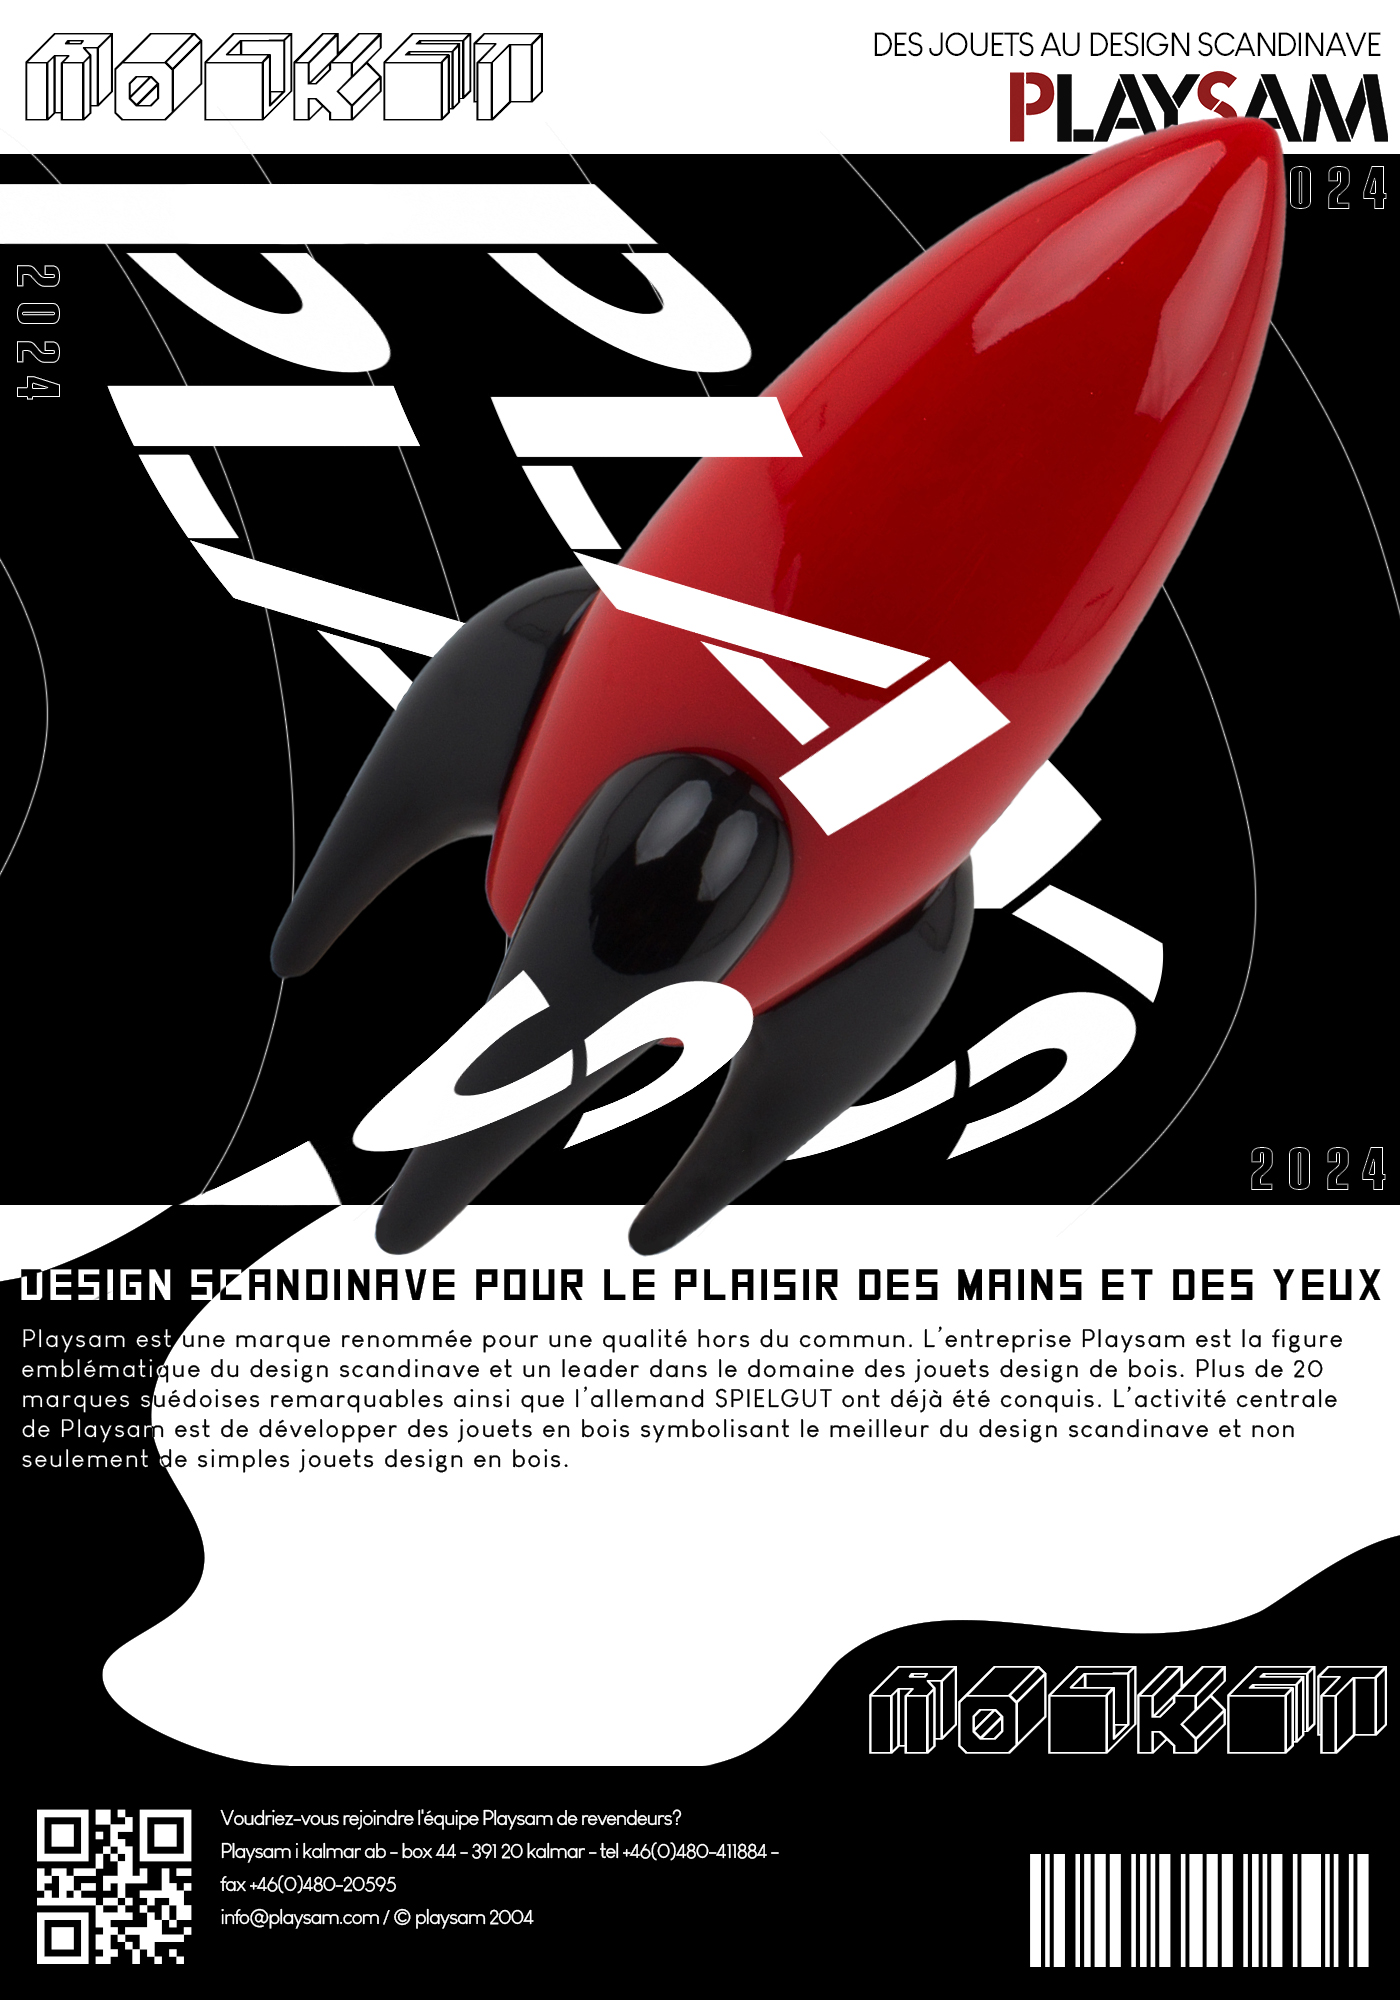 ROCKET
DES JOUETS AU DESIGN SCANDINAVE
PLAYSAM
024
2024
2024
DESIGN SCANDINAVE POUR LE PLAISIR DES MAINS ET DES YEUX
Playsam est une marque renommée pour une qualité hors du commun. L’entreprise Playsam est la figure
emblématique du design scandinave et un leader dans le domaine des jouets design de bois. Plus de 20
marques suédoises remarquables ainsi que l’allemand SPIELGUT ont déjà été conquis. L’activité centrale
de Playsam est de développer des jouets en bois symbolisant le meilleur du design scandinave et non
seulement de simples jouets design en bois.
ROCKET
Voudriez-vous rejoindre l'équipe Playsam de revendeurs?
Playsam i kalmar ab - box 44 - 391 20 kalmar - tel +46(0)480-411884 -
fax +46(0)480-20595
info@playsam.com / © playsam 2004